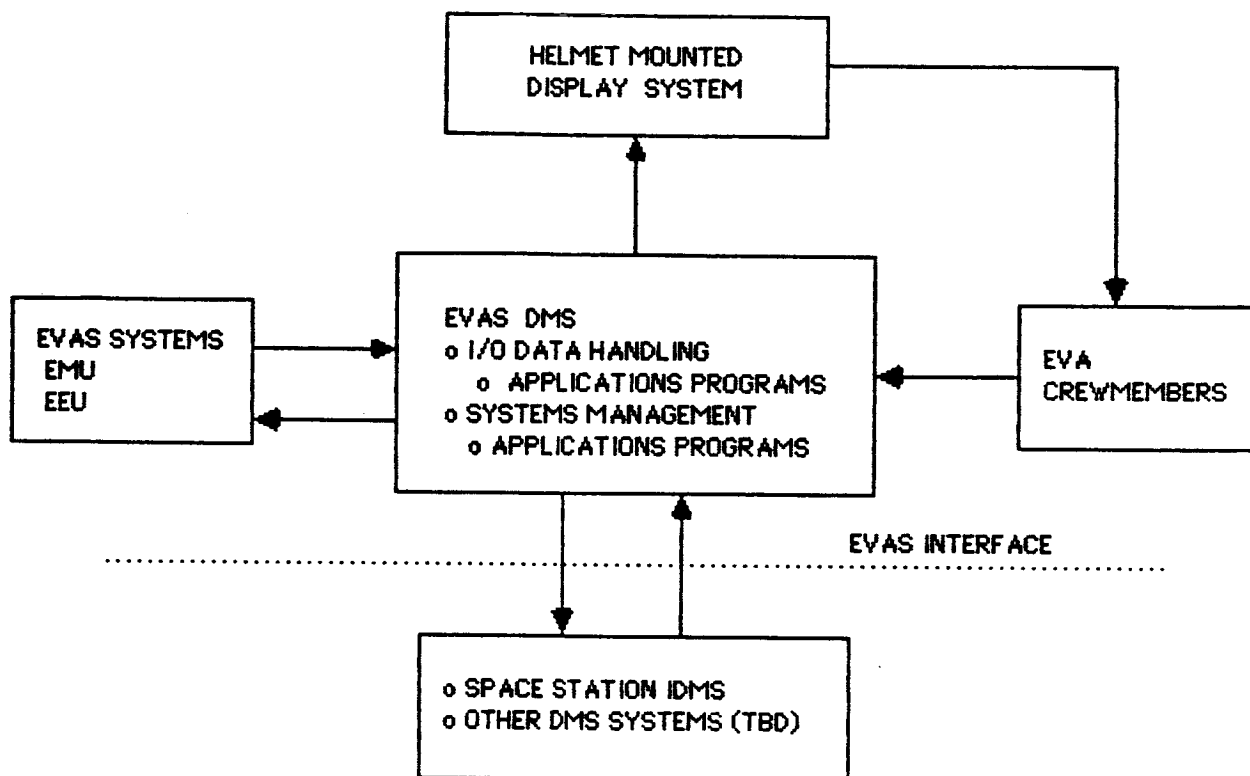 HELMET MOUNTED
DISPLAY SYSTEM
EVAS SYSTEMS
EMU
EEU
EVAS DMS
o I/O DATA HANDLING
o APPLICATIONS PROGRAMS
o SYSTEMS MANAGEMENT
o APPLICATIONS PROGRAMS
EVA
CREWMEMBERS
EVAS INTERFACE
o SPACE STATION IDMS
o OTHER DMS SYSTEMS (TBD)